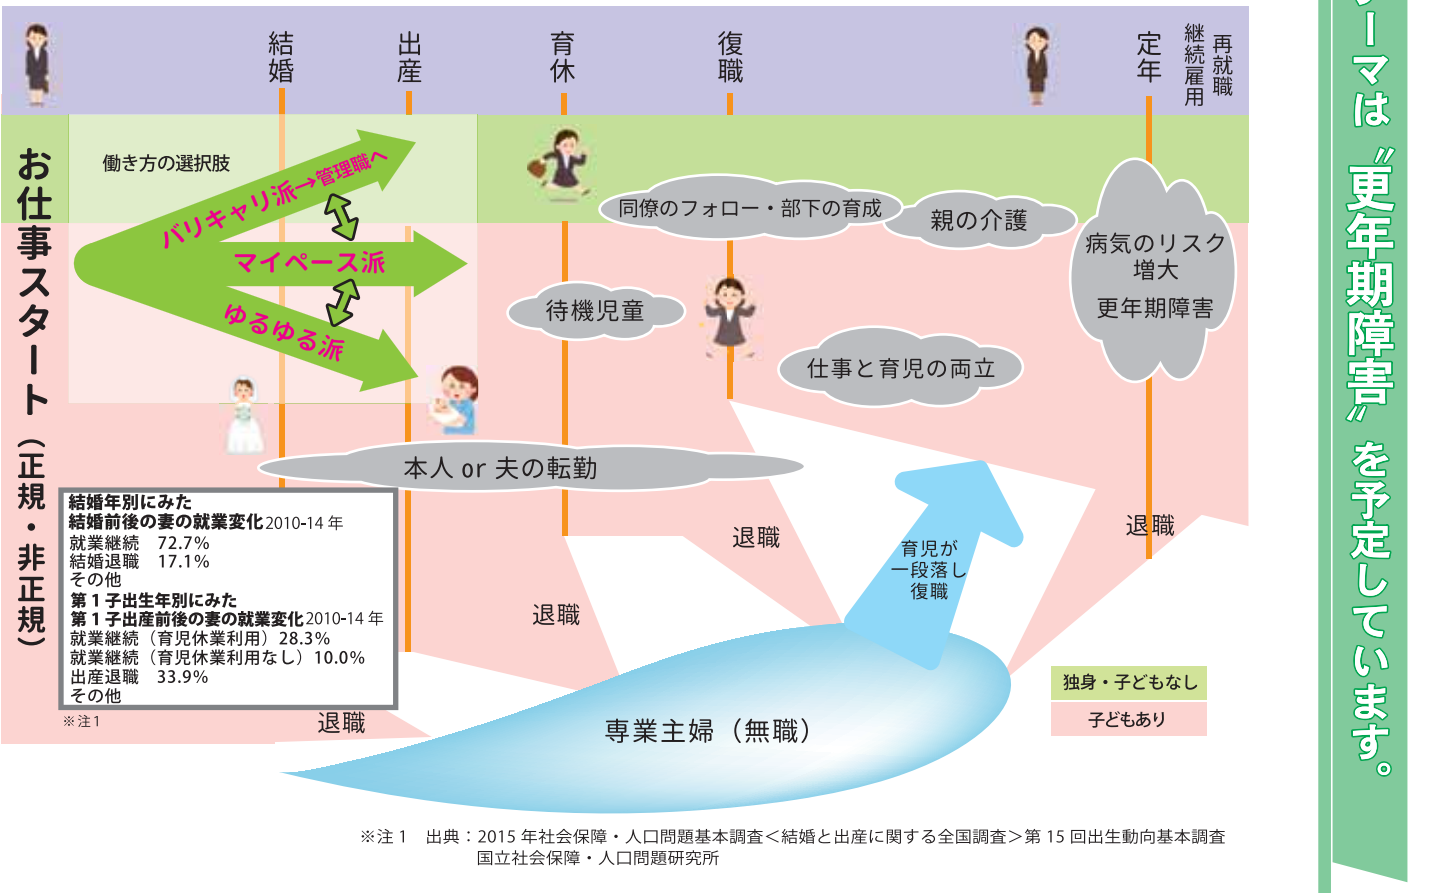 結婚
出産
育休
復職
定年
継続雇用
再就職
お仕事スタート（正規・非正規）
働き方の選択肢
バリキャリ派→管理職へ
マイペース派
ゆるゆる派
同僚のフォロー・部下の育成
親の介護
病気のリスク
増大
更年期障害
待機児童
仕事と育児の両立
本人 or 夫の転勤
結婚年別にみた
結婚前後の妻の就業変化2010-14 年
就業継続　72.7%
結婚退職　17.1%
その他
第 1 子出生年別にみた
第 1 子出産前後の妻の就業変化2010-14 年
就業継続（育児休業利用）28.3%
就業継続（育児休業利用なし）10.0%
出産退職　33.9%
その他
※注1
退職
退職
退職
退職
育児が
一段落し
復職
専業主婦（無職）
独身・子どもなし
子どもあり
※注 1　出典：2015 年社会保障・人口問題基本調査＜結婚と出産に関する全国調査＞第 15 回出生動向基本調査
国立社会保障・人口問題研究所
ーマは〝更年期障害〟を予定しています。